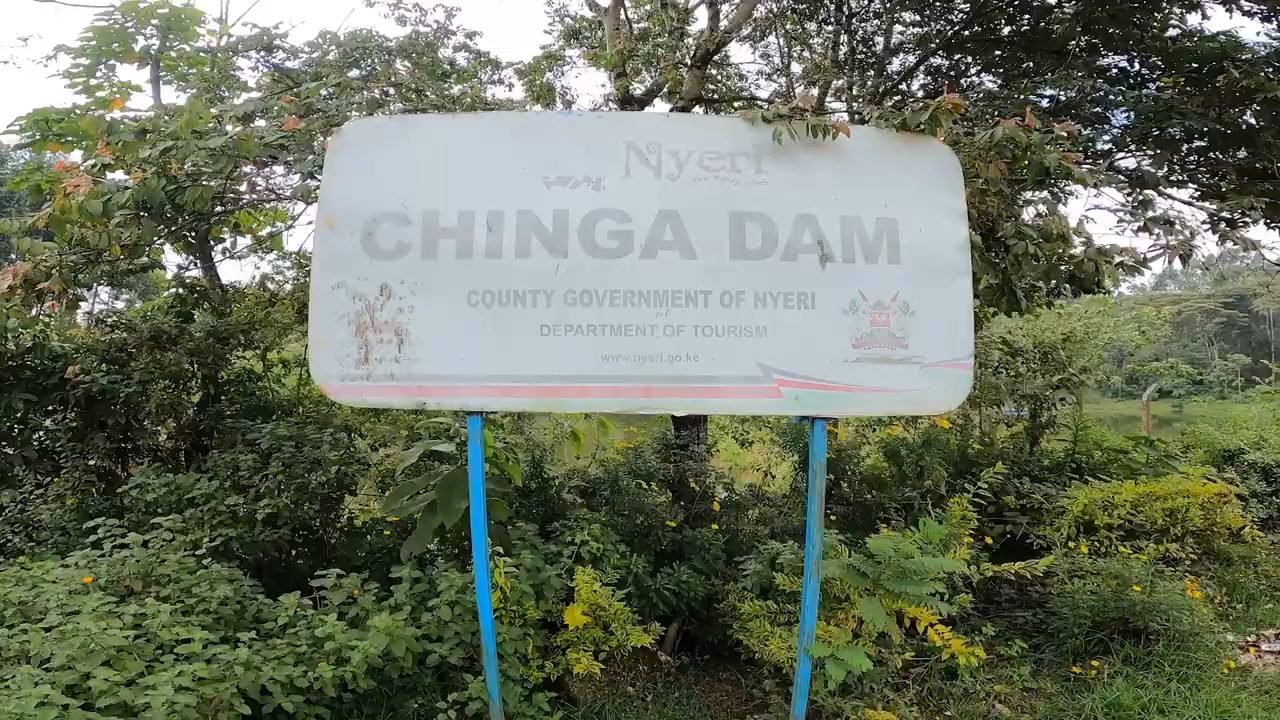 Nyeri
CHINGA DAM
COUNTY GOVERNMENT OF NYERI
DEPARTMENT OF TOURISM
www.nyeri.go.ke